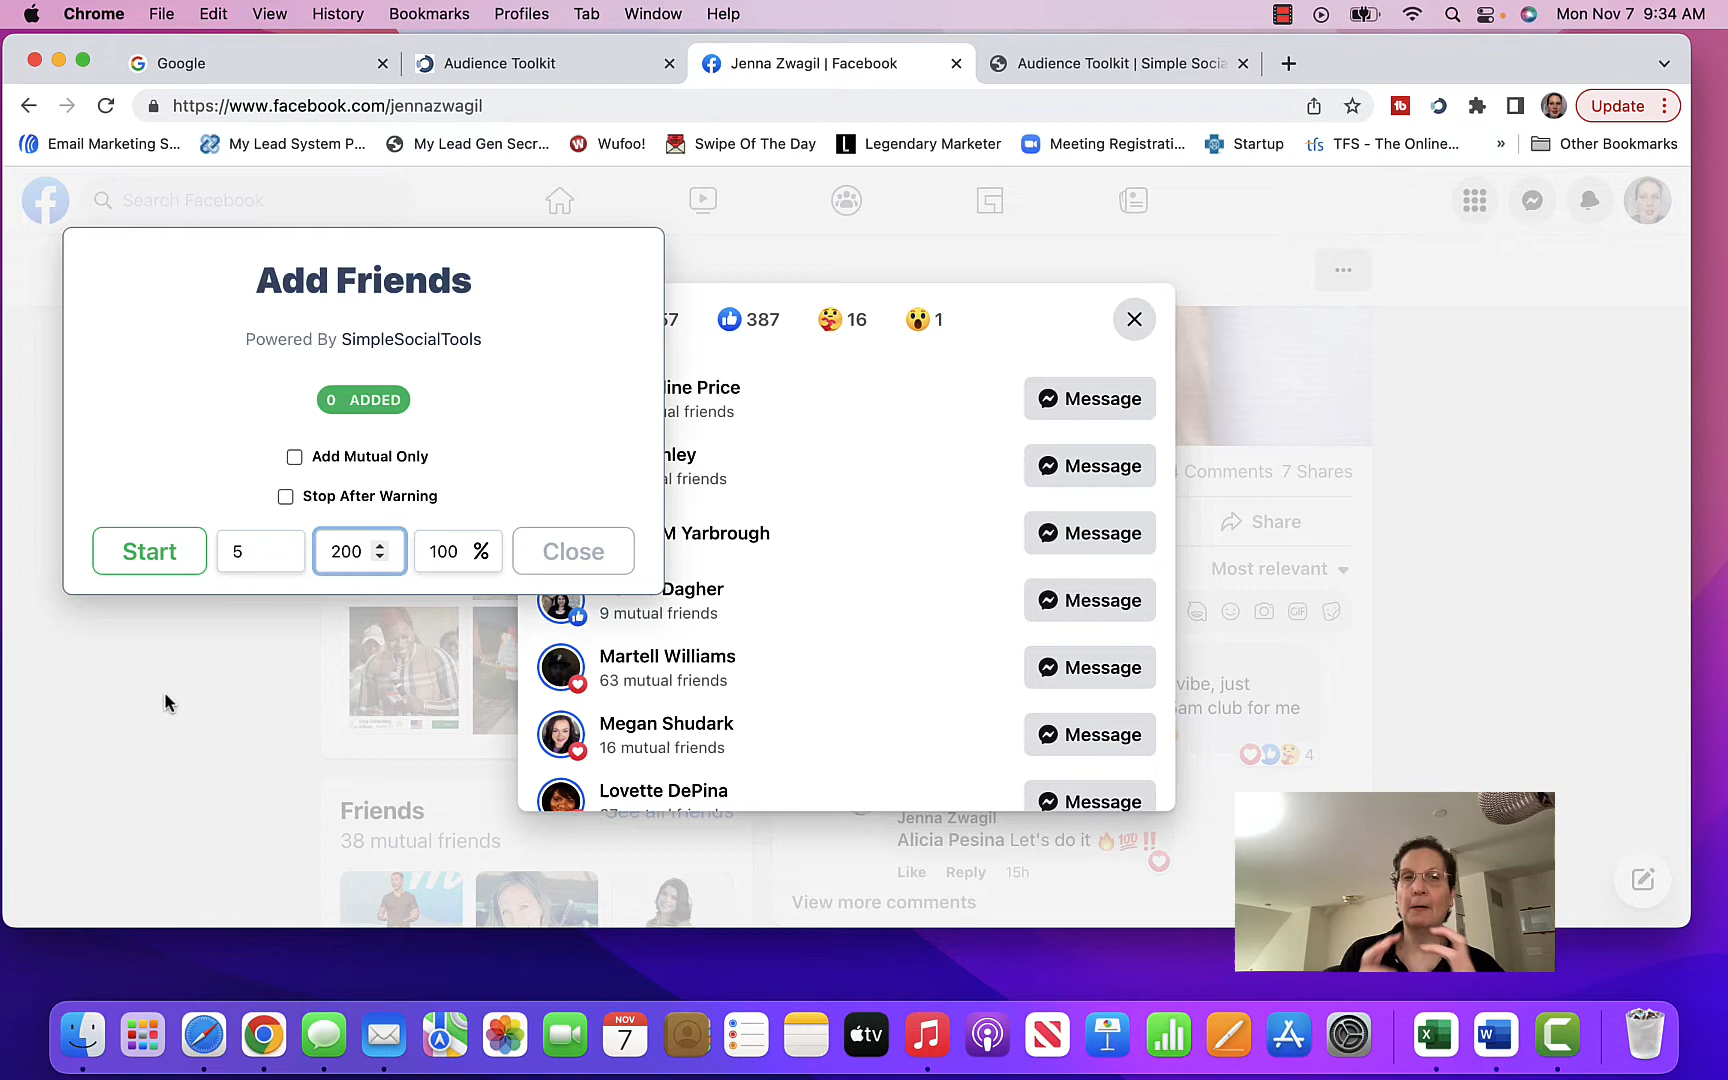 Chrome File Edit View History Bookmarks Profiles Tab Window Help Mon Nov 7 9:34 AM
Google Audience Toolkit Jenna Zwagil | Facebook Audience Toolkit | Simple Socia
https://www.facebook.com/jennazwagil Update
Email Marketing S... My Lead System P... My Lead Gen Secr... Wufoo! Swipe Of The Day Legendary Marketer Meeting Registrati... Startup tfs TFS - The Online... » Other Bookmarks
Search Facebook
Add Friends
Powered By SimpleSocialTools
0 ADDED
Add Mutual Only
Stop After Warning
Start 5 200 100 % Close
57 387 16 1
line Price
al friends
Message
nley
al friends
Message
M Yarbrough
Message
Dagher
9 mutual friends
Message
Martell Williams
63 mutual friends
Message
Megan Shudark
16 mutual friends
Message
Lovette DePina
Message
See all friends
Comments 7 Shares
Share
Most relevant
GIF
vibe, just
am club for me
4
Friends
38 mutual friends
Jenna Zwagil
Alicia Pesina Let's do it 🔥💯‼️
Like Reply 15h
View more comments
NOV
7
tv